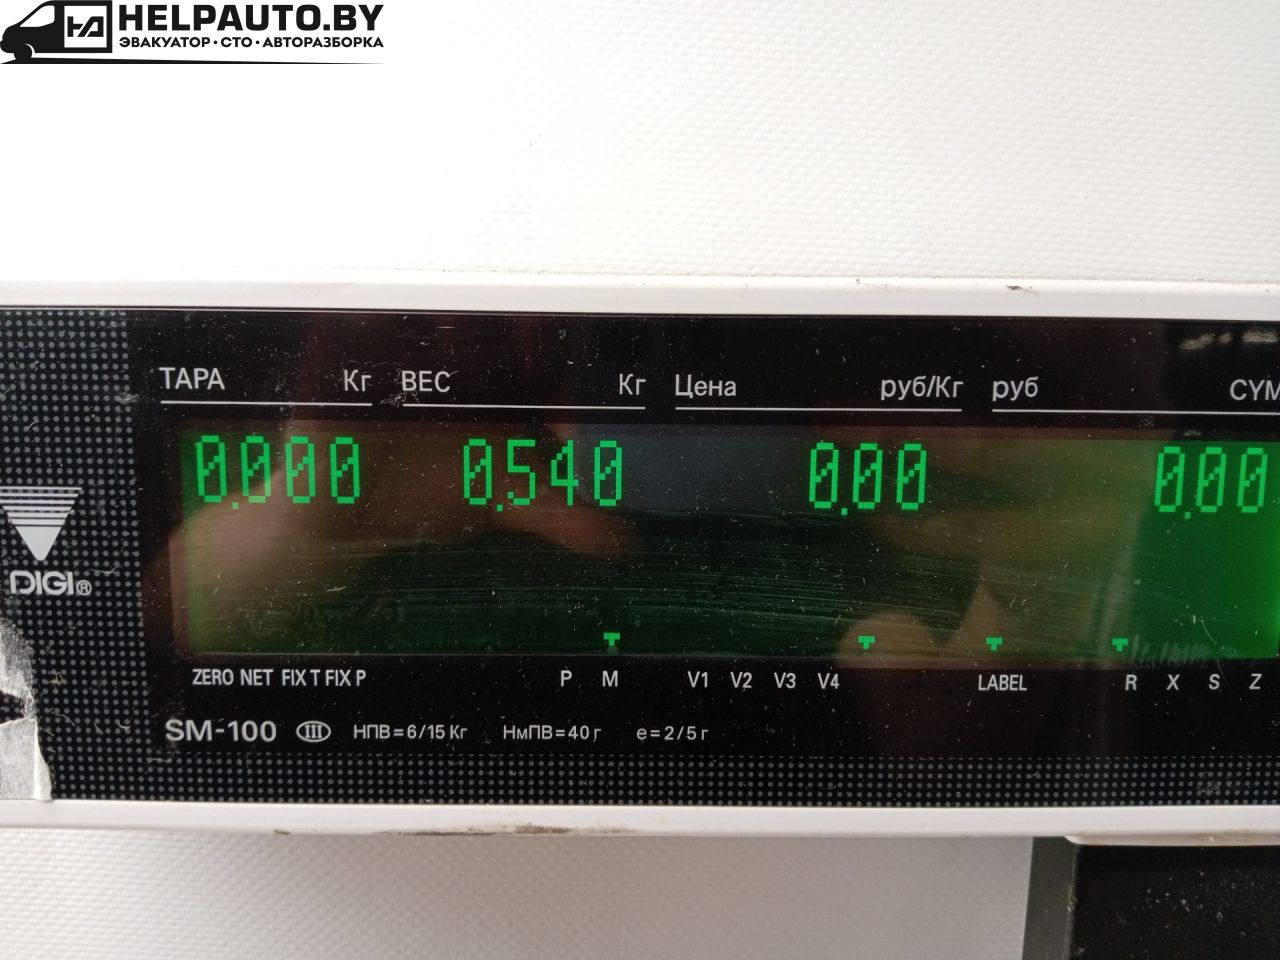 HELPAUTO.BY
ЭВАКУАТОР·СТО·АВТОРАЗБОРКА
ТАРА Кг ВЕС Кг Цена руб/Кг руб СУМ
0.000 0.540 0.00 0.00
DIGI®
ZERO NET FIX T FIX P P M V1 V2 V3 V4 LABEL R X S Z
SM-100 III НПВ=6/15 Кг НмПВ=40 г e=2/5 г